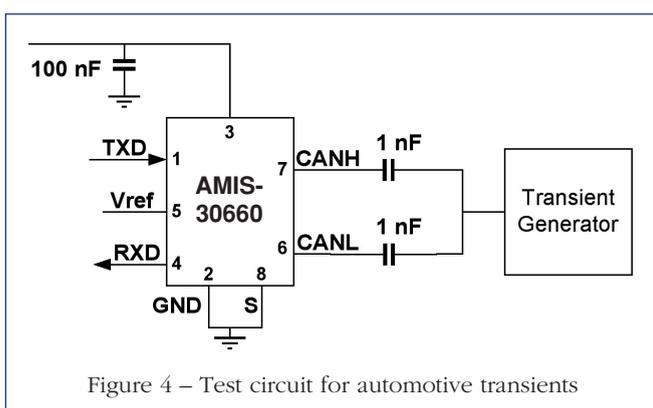 100 nF
3
TXD
1
CANH
7
1 nF
AMIS-
30660
Transient
Generator
Vref
5
1 nF
CANL
6
RXD
4
2
8
GND
S
Figure 4 – Test circuit for automotive transients